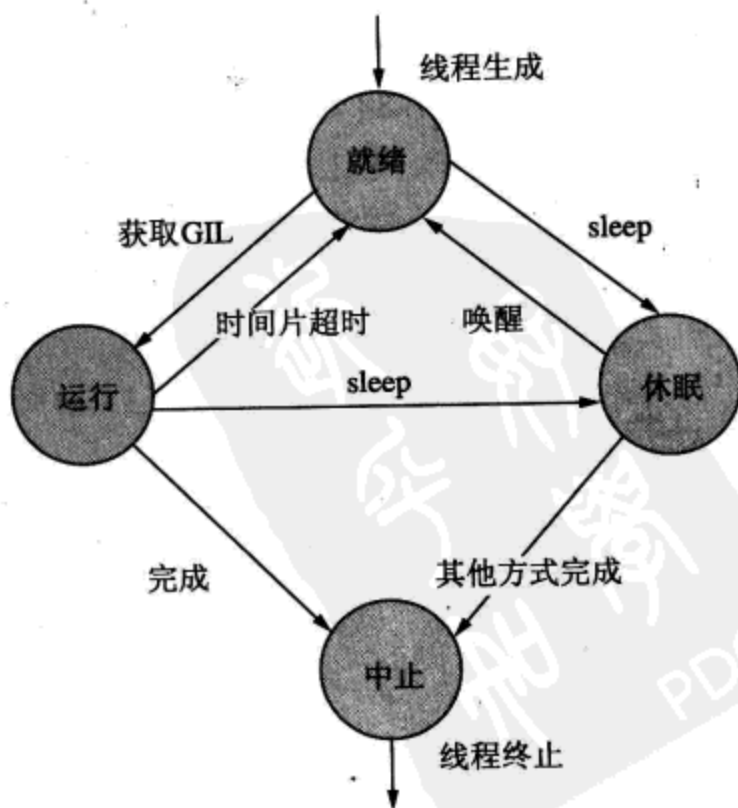 线程生成
就绪
获取GIL
sleep
时间片超时
唤醒
运行
sleep
休眠
完成
其他方式完成
中止
线程终止
PDG